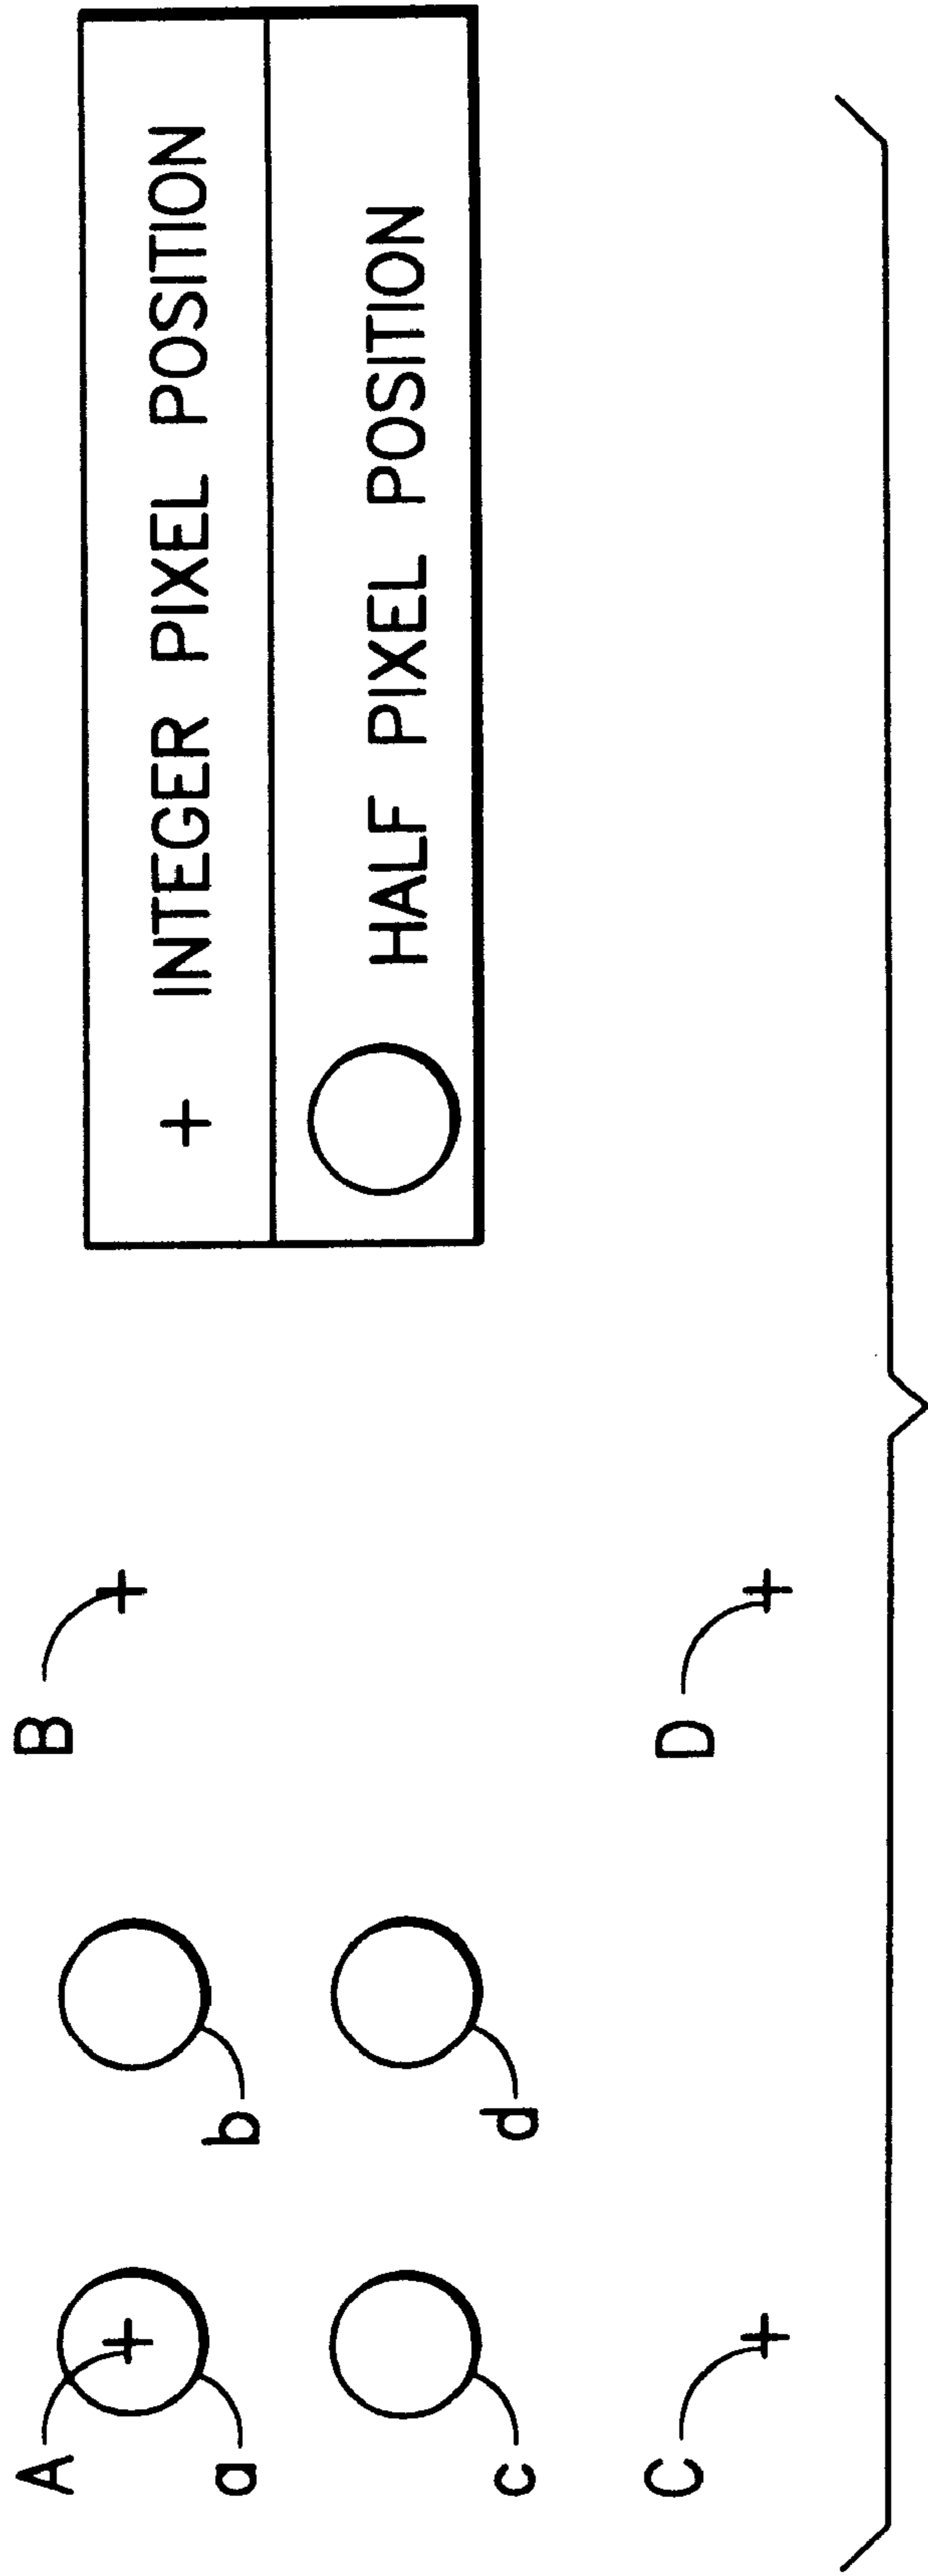 A B
a b
c d
C D
+ INTEGER PIXEL POSITION
HALF PIXEL POSITION